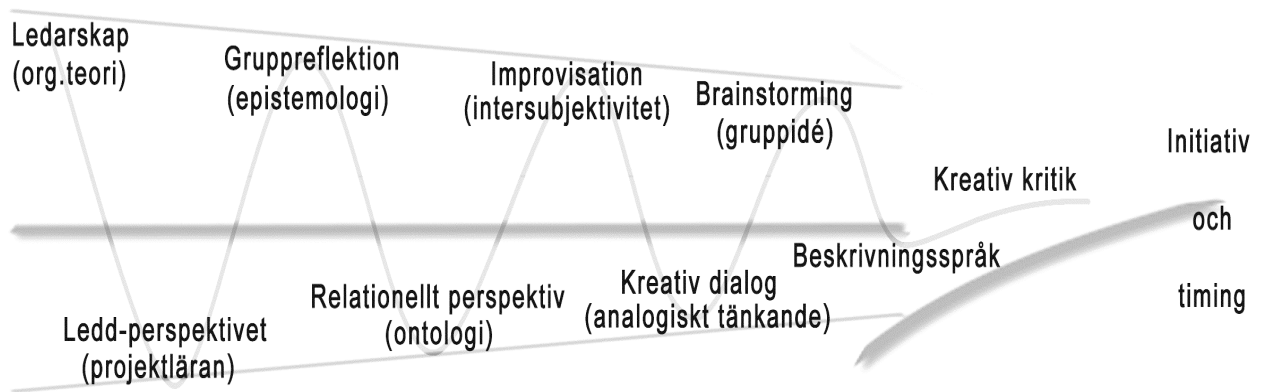 Ledarskap
(org.teori)
Gruppreflektion
(epistemologi)
Improvisation
(intersubjektivitet)
Brainstorming
(gruppidé)
Kreativ kritik
Initiativ
och
timing
Ledd-perspektivet
(projektläran)
Relationellt perspektiv
(ontologi)
Kreativ dialog
(analogiskt tänkande)
Beskrivningsspråk